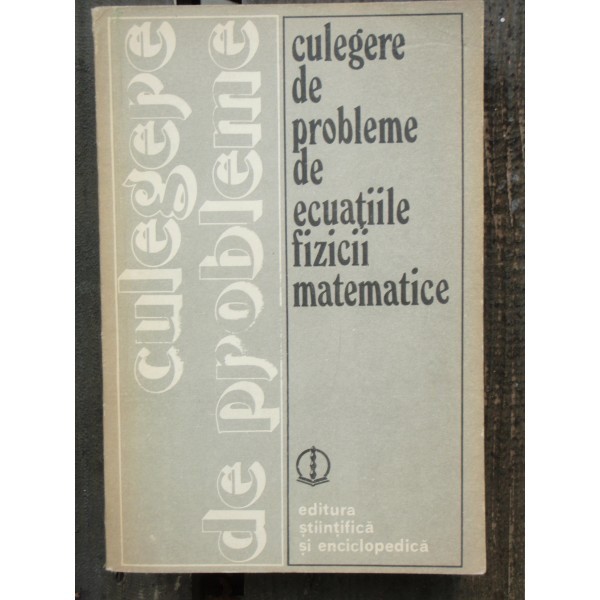 culegere
de probleme
culegere
de
probleme
de
ecuațiile
fizicii
matematice
editura
științifică
și enciclopedică